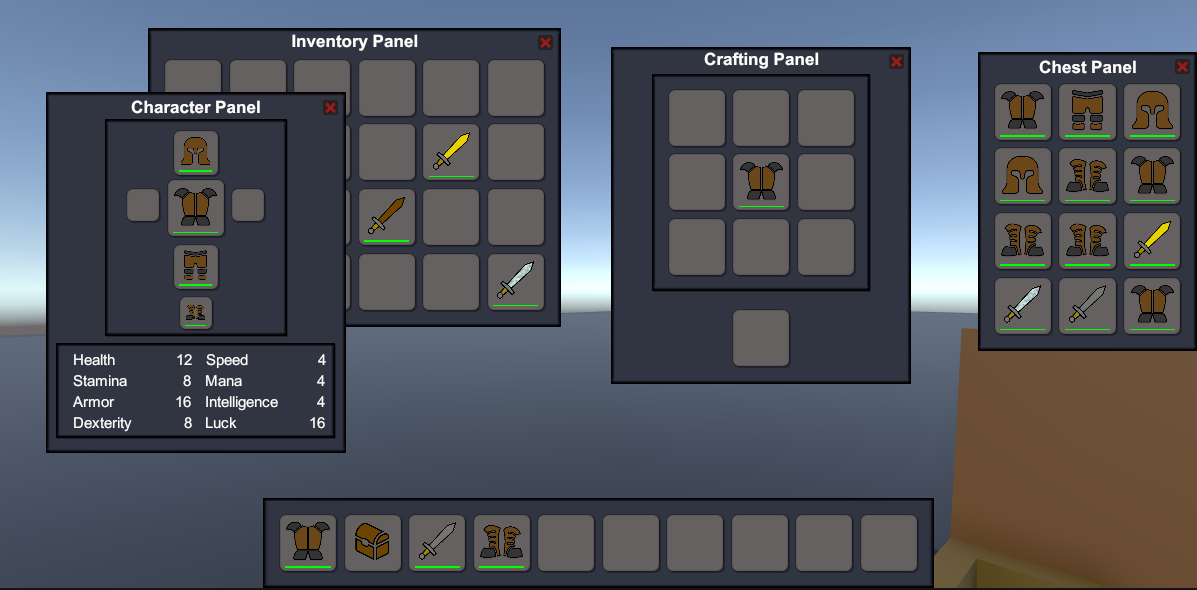 Inventory Panel
Character Panel
Health 12 Speed 4
Stamina 8 Mana 4
Armor 16 Intelligence 4
Dexterity 8 Luck 16
Crafting Panel
Chest Panel